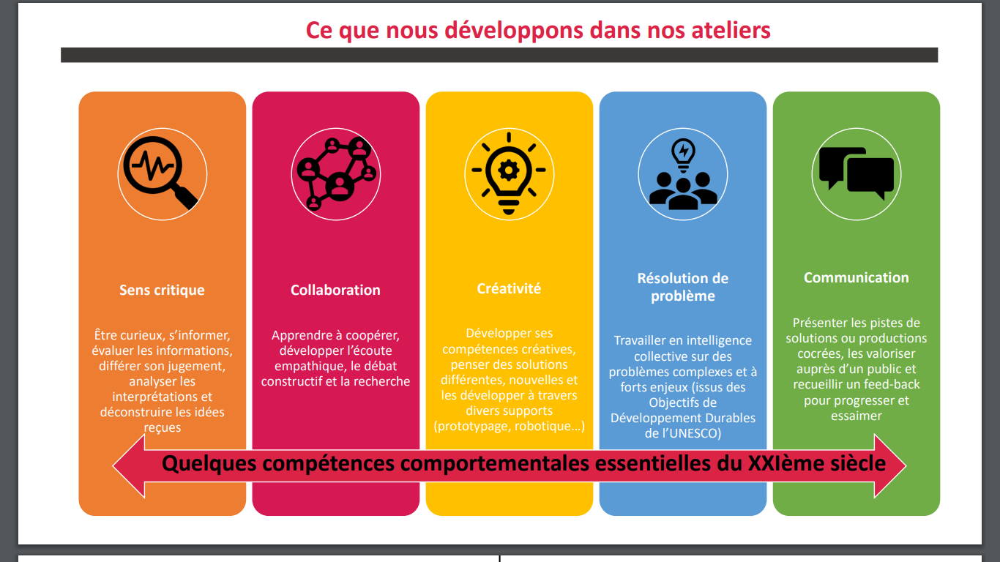 Ce que nous développons dans nos ateliers
Sens critique
Être curieux, s'informer,
évaluer les informations,
différer son jugement,
analyser les
interprétations et
déconstruire les idées
reçues
Collaboration
Apprendre à coopérer,
développer l'écoute
empathique, le débat
constructif et la recherche
Créativité
Développer ses
compétences créatives,
penser des solutions
différentes, nouvelles et
les développer à travers
divers supports
(prototypage, robotique...)
Résolution de
problème
Travailler en intelligence
collective sur des
problèmes complexes et à
forts enjeux (issus des
Objectifs de
Développement Durables
de l'UNESCO)
Communication
Présenter les pistes de
solutions ou productions
cocrées, les valoriser
auprès d'un public et
recueillir un feed-back
pour progresser et
essaimer
Quelques compétences comportementales essentielles du XXIème siècle